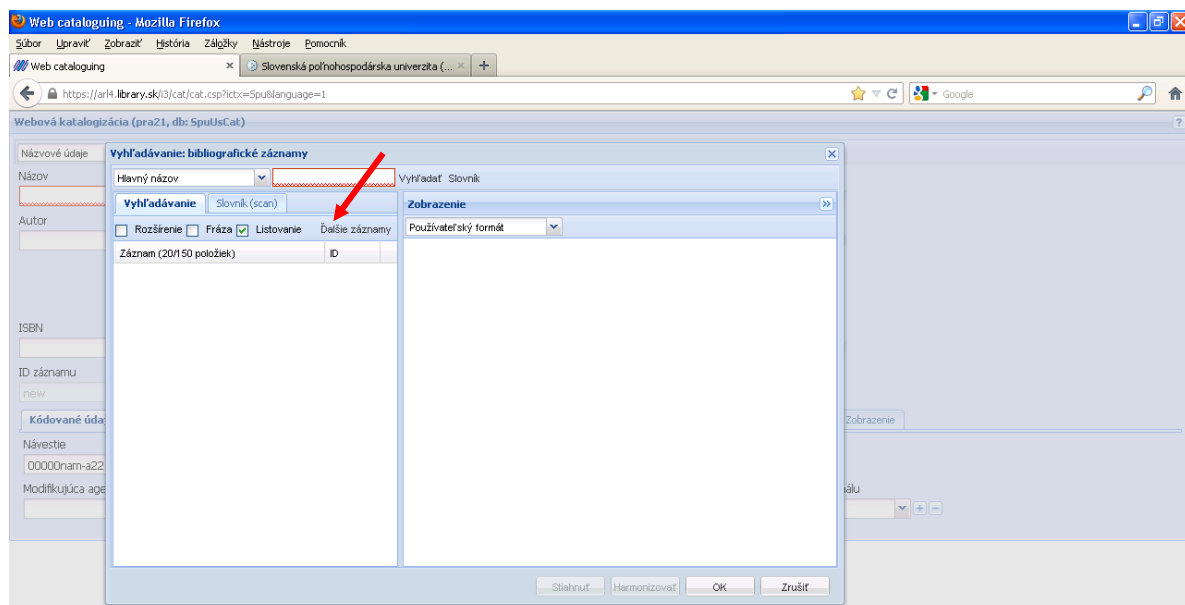 Web cataloguing - Mozilla Firefox
Súbor Upraviť Zobraziť História Záložky Nástroje Pomocník
Web cataloguing × Slovenská poľnohospodárska univerzita (... × +
https://arl4.library.sk/i3/cat/cat.csp?ictx=Spu&language=1 Google
Webová katalogizácia (pra21, db: SpuUsCat) ?
Názvové údaje
Vyhľadávanie: bibliografické záznamy
Názov
Hlavný názov Vyhľadať Slovník
Vyhľadávanie Slovník (scan) Zobrazenie
Autor
Rozšírenie Fráza Listovanie Ďalšie záznamy Používateľský formát
Záznam (20/150 položiek) ID
ISBN
ID záznamu
new
Kódované úda Zobrazenie
Návestie
00000nam-a22
Modifikujúca age álu
Stiahnuť Harmonizovať OK Zrušiť